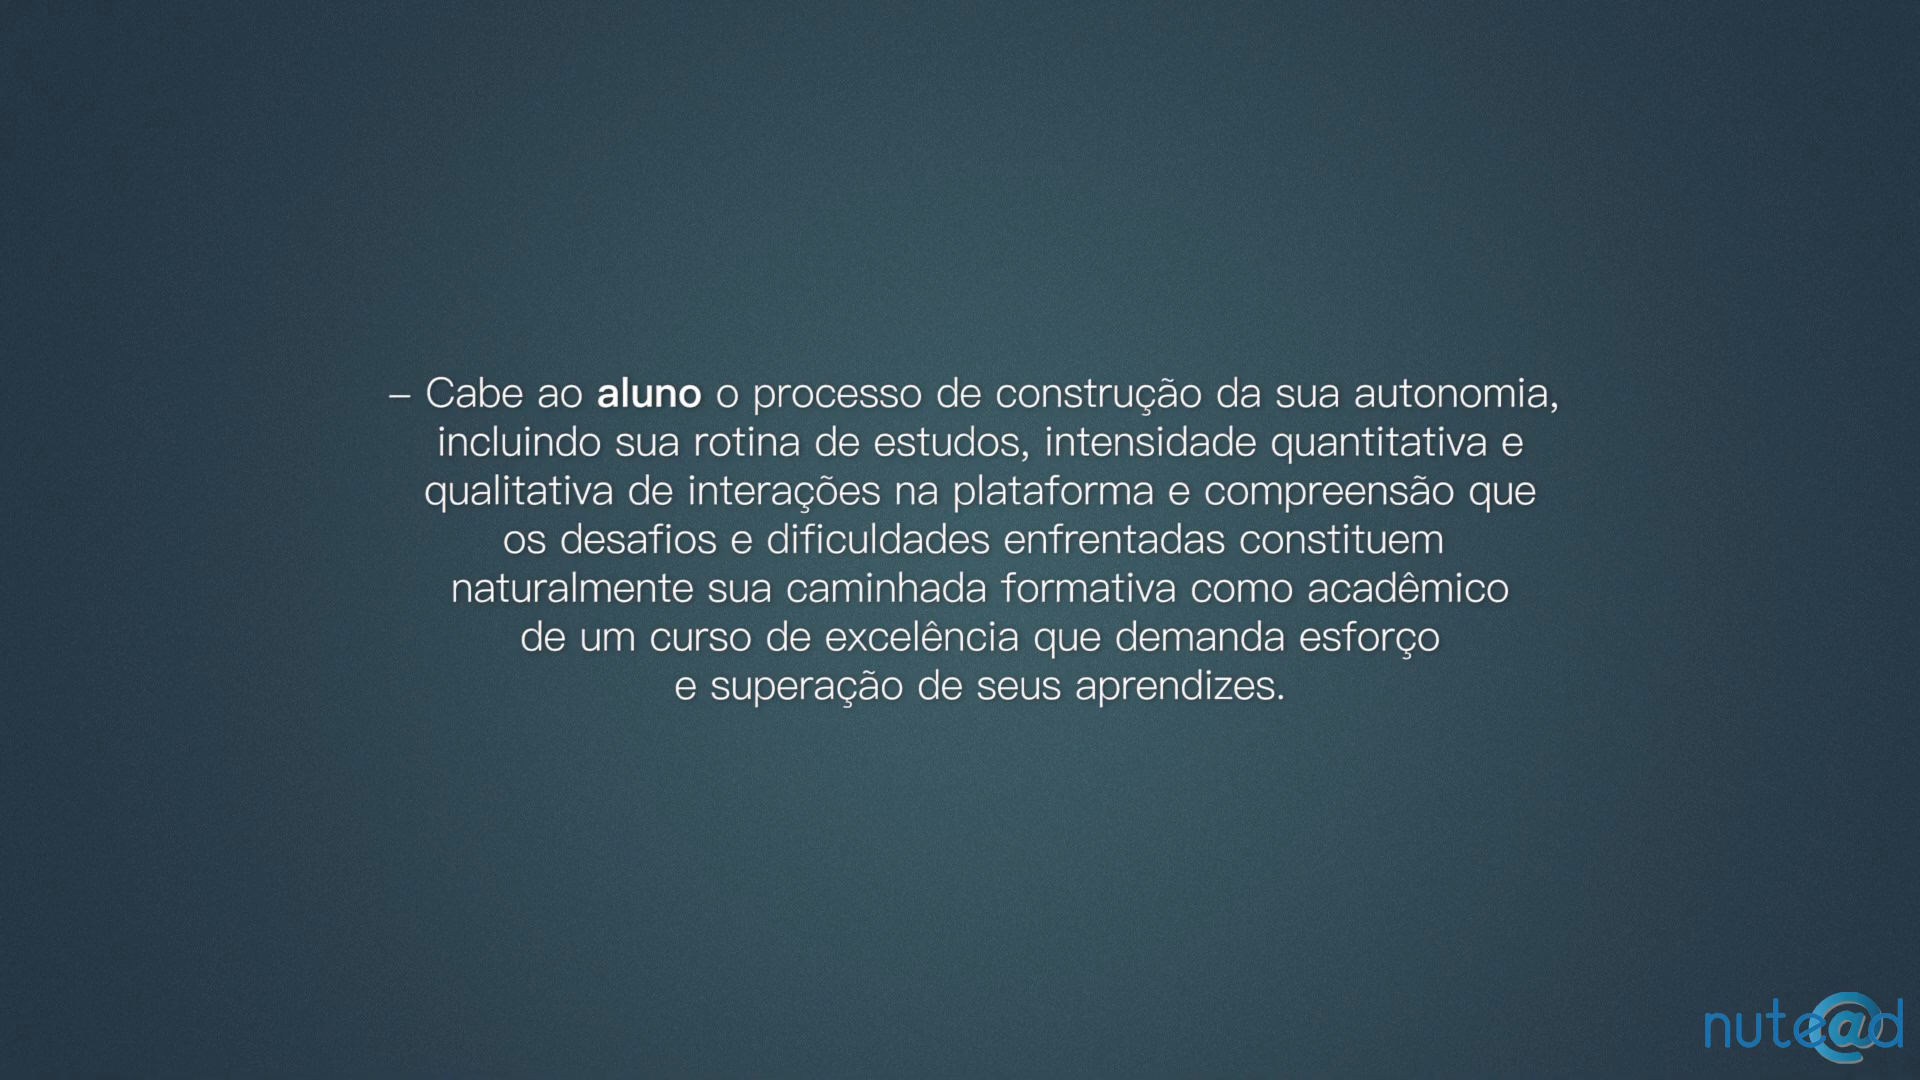 – Cabe ao aluno o processo de construção da sua autonomia,
incluindo sua rotina de estudos, intensidade quantitativa e
qualitativa de interações na plataforma e compreensão que
os desafios e dificuldades enfrentadas constituem
naturalmente sua caminhada formativa como acadêmico
de um curso de excelência que demanda esforço
e superação de seus aprendizes.
nute@d